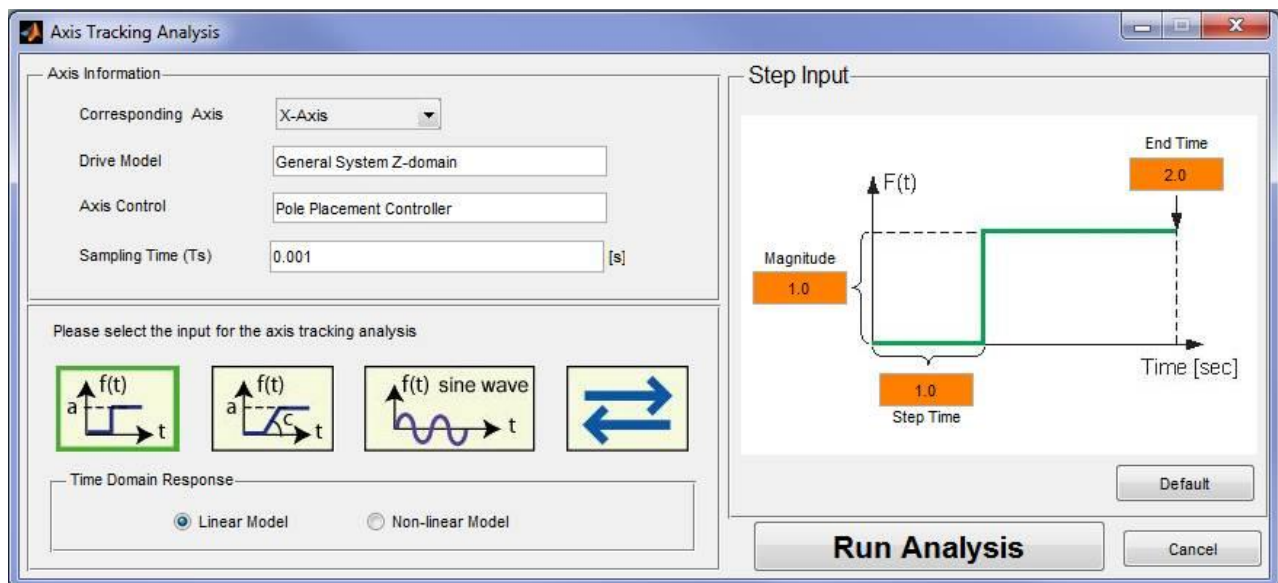 Axis Tracking Analysis
Axis Information
Corresponding Axis
X-Axis
Drive Model
General System Z-domain
Axis Control
Pole Placement Controller
Sampling Time (Ts)
0.001
[s]
Please select the input for the axis tracking analysis
f(t)
a
t
f(t)
a
c
t
f(t) sine wave
t
Time Domain Response
Linear Model
Non-linear Model
Step Input
End Time
2.0
F(t)
Magnitude
1.0
Time [sec]
1.0
Step Time
Default
Run Analysis
Cancel